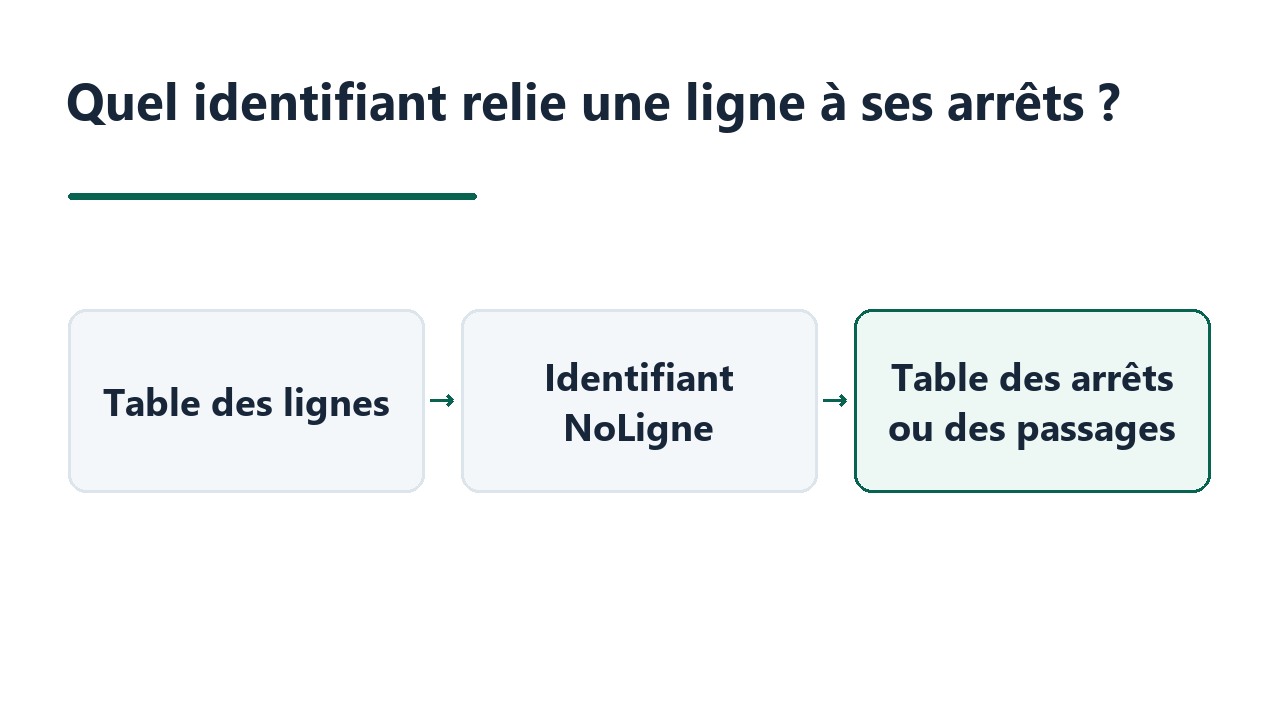 Quel identifiant relie une ligne à ses arrêts ?
Table des lignes
Identifiant
NoLigne
Table des arrêts
ou des passages